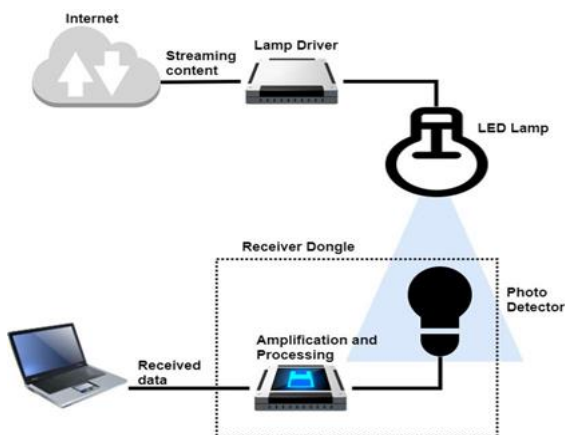 Internet
Streaming
content
Lamp Driver
LED Lamp
Receiver Dongle
Photo
Detector
Amplification and
Processing
Received
data